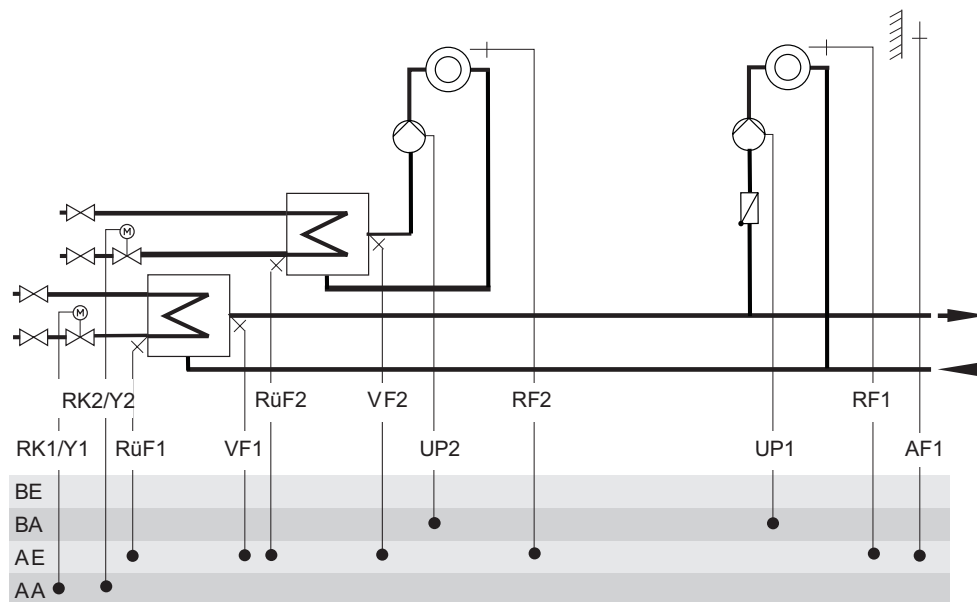 M
M
RK2/Y2 RüF2 VF2 RF2 RF1
RK1/Y1 RüF1 VF1 UP2 UP1 AF1
BE
BA
AE
AA